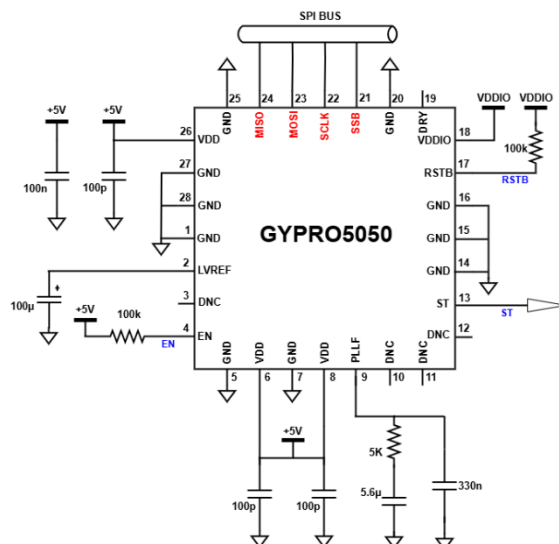 SPI BUS
+5V +5V VDDIO VDDIO
25 24 23 22 21 20 19
GND MISO MOSI SCLK SSB GND DRY
26 VDD VDDIO 18
100k
27 GND RSTB 17
RSTB
100n 100p
28 GND GND 16
1 GND GYPRO5050 GND 15
2 LVREF GND 14
100µ +
3 DNC ST 13
ST
+5V 100k
4 EN DNC 12
EN
GND VDD GND VDD PLLF DNC DNC
5 6 7 8 9 10 11
+5V
5K
100p 100p 5.6µ 330n